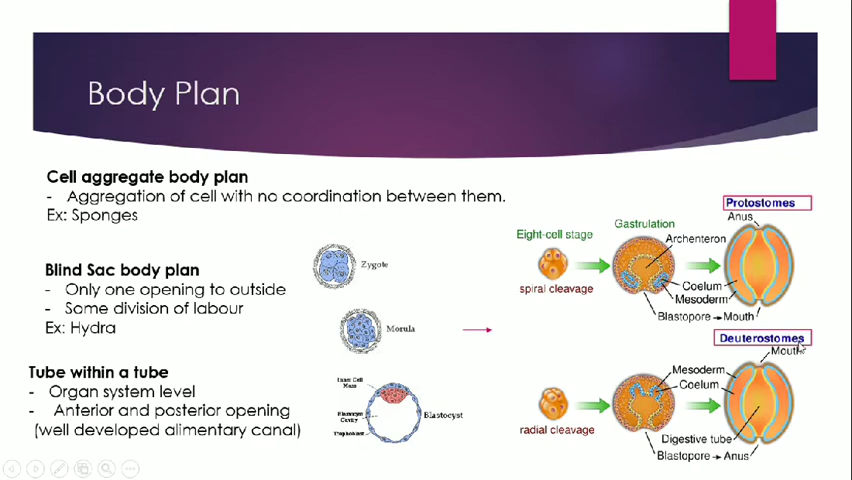 Body Plan
Cell aggregate body plan
- Aggregation of cell with no coordination between them.
Ex: Sponges
Blind Sac body plan
- Only one opening to outside
- Some division of labour
Ex: Hydra
Tube within a tube
- Organ system level
- Anterior and posterior opening
(well developed alimentary canal)
Zygote
Morula
Inner Cell
Mass
Blastocyst
Cavity
Trophoblast
Blastocyst
Protostomes
Anus
Gastrulation
Eight-cell stage
Archenteron
spiral cleavage
Coelum
Mesoderm
Blastopore → Mouth
Deuterostomes
Mouth
Mesoderm
Coelum
radial cleavage
Digestive tube
Blastopore → Anus